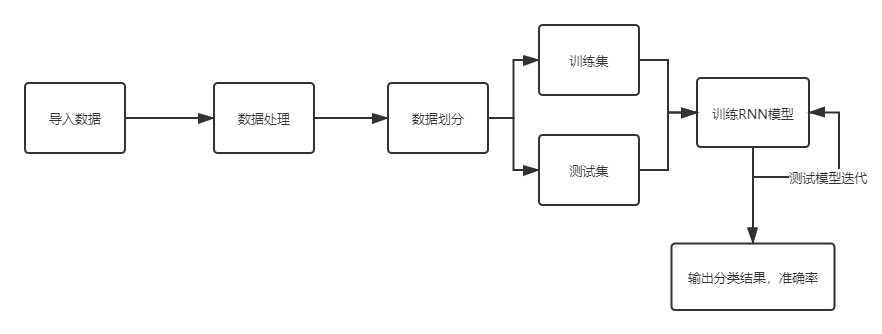 导入数据
数据处理
数据划分
训练集
测试集
训练RNN模型
测试模型迭代
输出分类结果，准确率